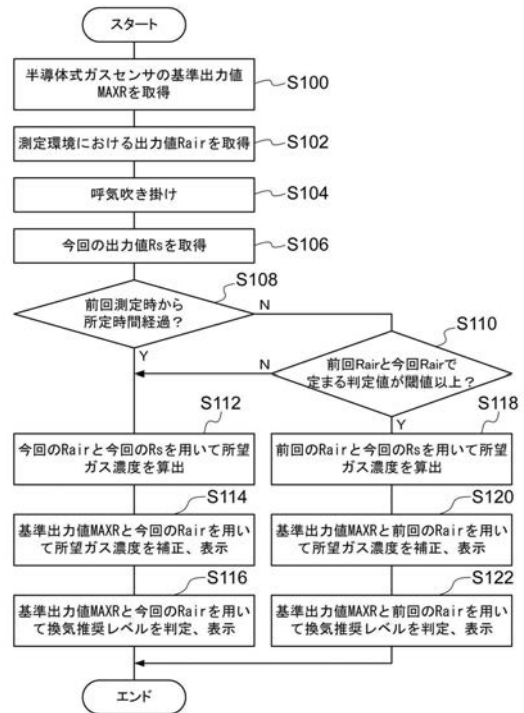 スタート
半導体式ガスセンサの基準出力値
MAXRを取得
S100
測定環境における出力値Rairを取得
S102
呼気吹き掛け
S104
今回の出力値Rsを取得
S106
S108
前回測定時から
所定時間経過？
N
Y
S110
前回Rairと今回Rairで
定まる判定値が閾値以上？
N
Y
S112
今回のRairと今回のRsを用いて所望
ガス濃度を算出
S118
前回のRairと今回のRsを用いて所望
ガス濃度を算出
S114
基準出力値MAXRと今回のRairを用い
て所望ガス濃度を補正、表示
S120
基準出力値MAXRと前回のRairを用い
て所望ガス濃度を補正、表示
S116
基準出力値MAXRと今回のRairを用い
て換気推奨レベルを判定、表示
S122
基準出力値MAXRと前回のRairを用い
て換気推奨レベルを判定、表示
エンド